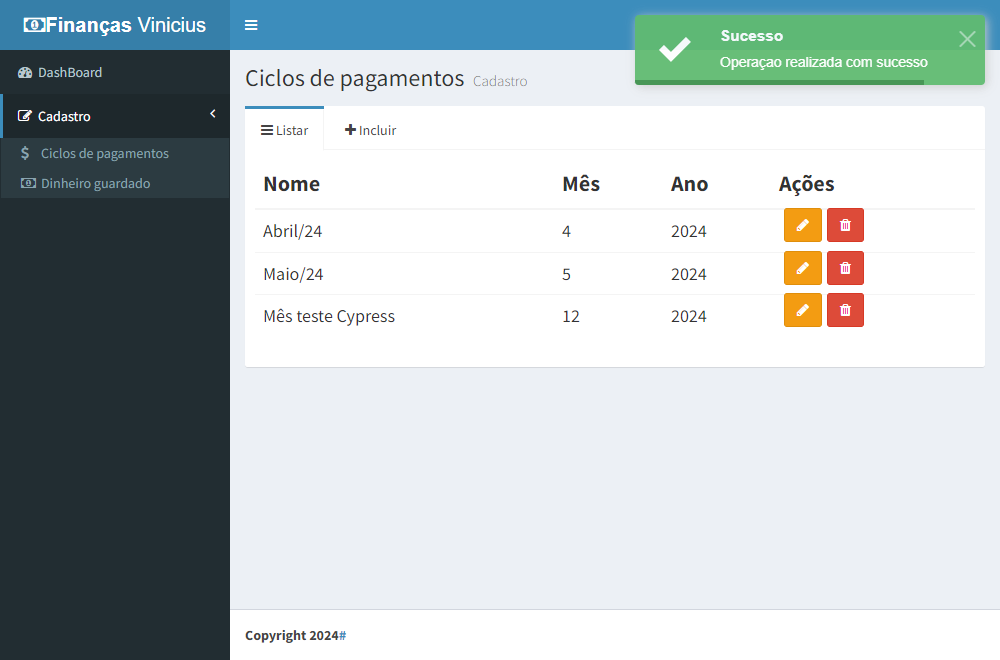 Finanças Vinicius
Sucesso
Operaçao realizada com sucesso
DashBoard
Cadastro
Ciclos de pagamentos
Dinheiro guardado
Ciclos de pagamentos Cadastro
Listar Incluir
Nome Mês Ano Ações
Abril/24 4 2024
Maio/24 5 2024
Mês teste Cypress 12 2024
Copyright 2024#